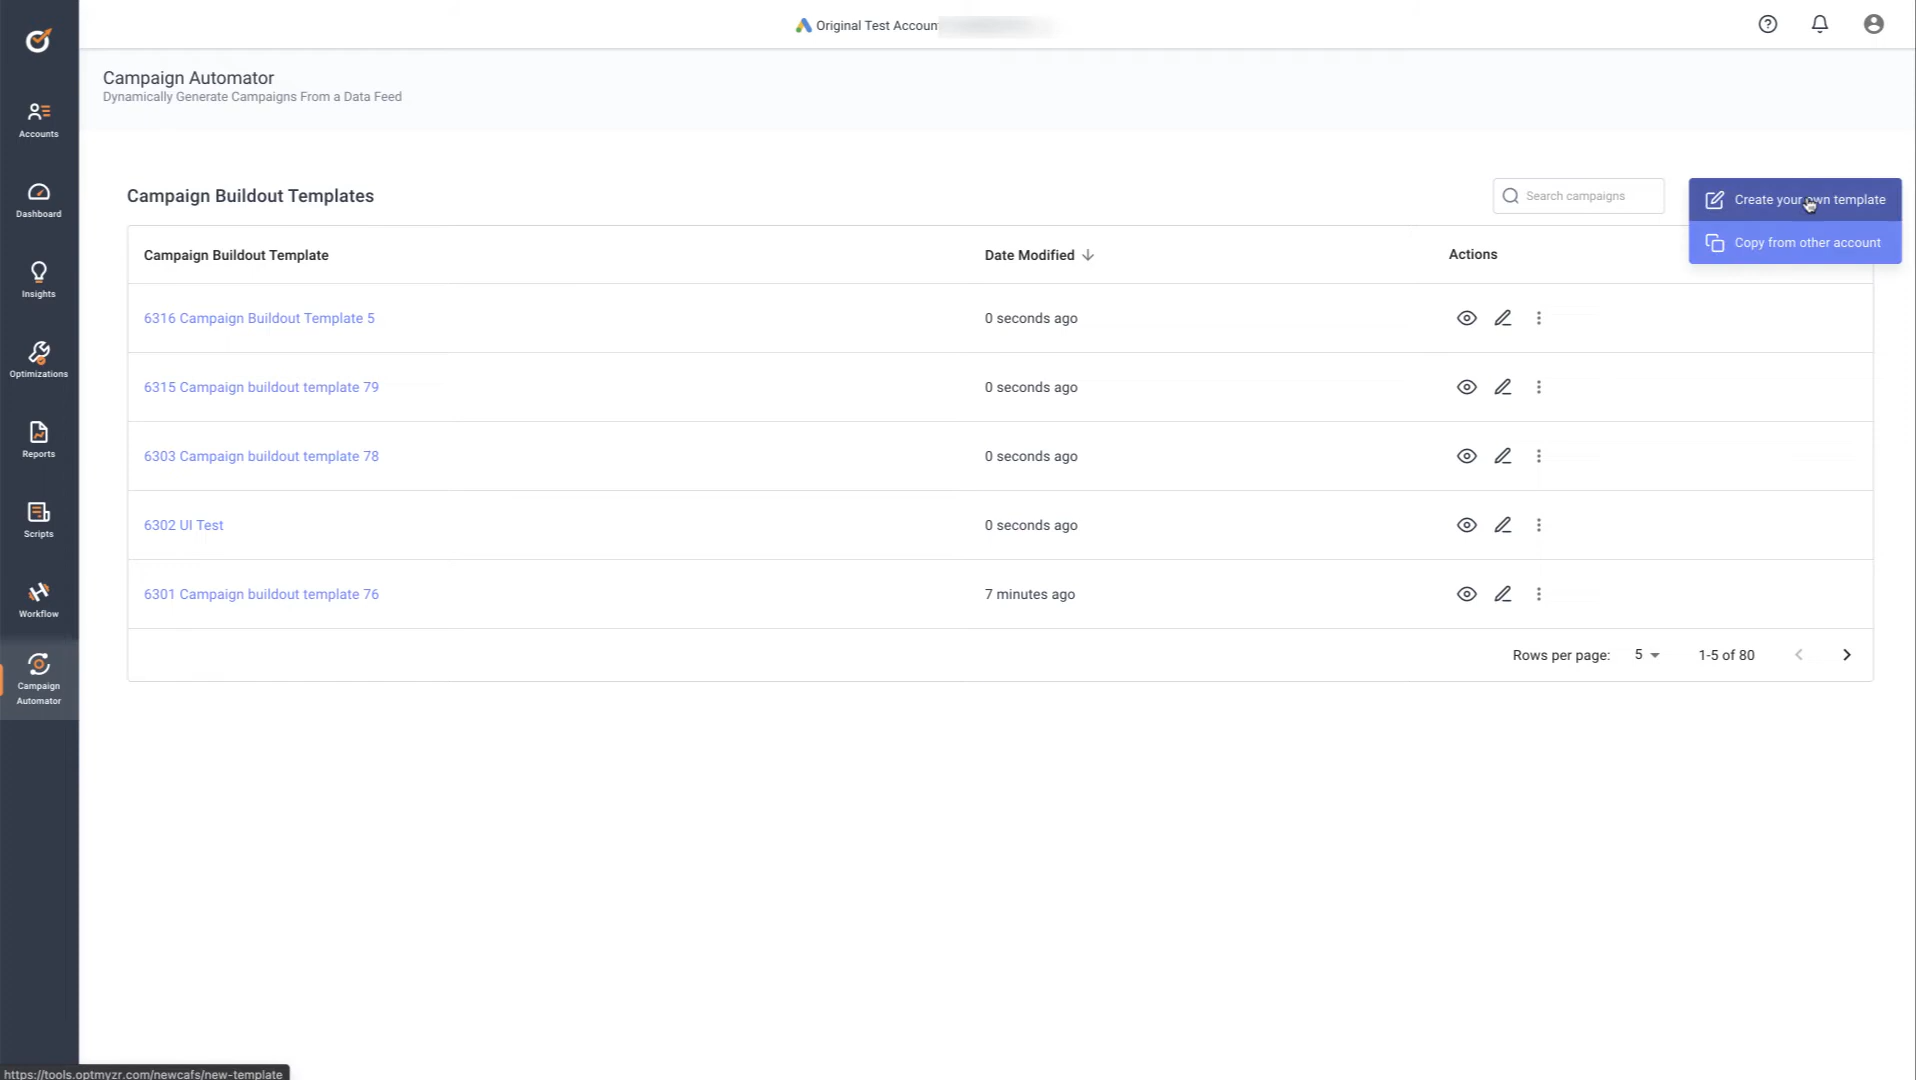 Original Test Accoun
Campaign Automator
Dynamically Generate Campaigns From a Data Feed
Accounts
Dashboard
Insights
Optimizations
Reports
Scripts
Workflow
Campaign
Automator
Campaign Buildout Templates
Search campaigns
Create your own template
Copy from other account
Campaign Buildout Template
Date Modified
Actions
6316 Campaign Buildout Template 5
0 seconds ago
6315 Campaign buildout template 79
0 seconds ago
6303 Campaign buildout template 78
0 seconds ago
6302 UI Test
0 seconds ago
6301 Campaign buildout template 76
7 minutes ago
Rows per page: 5
1-5 of 80
https://tools.optmyzr.com/newcafs/new-template